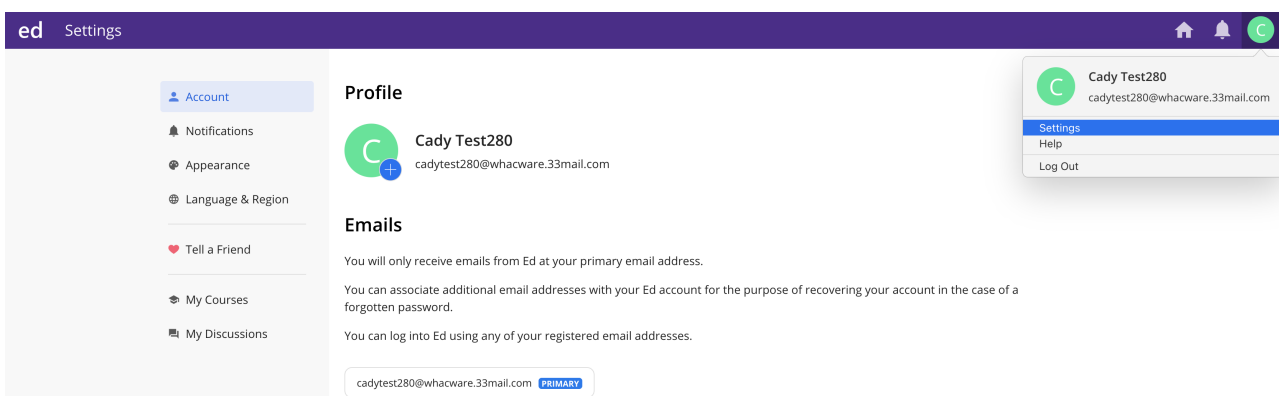 ed Settings C
Cady Test280
C
cadytest280@whacware.33mail.com
Settings
Help
Log Out
Account
Notifications
Appearance
Language & Region
Tell a Friend
My Courses
My Discussions
Profile
C
Cady Test280
cadytest280@whacware.33mail.com
Emails
You will only receive emails from Ed at your primary email address.
You can associate additional email addresses with your Ed account for the purpose of recovering your account in the case of a
forgotten password.
You can log into Ed using any of your registered email addresses.
cadytest280@whacware.33mail.com PRIMARY